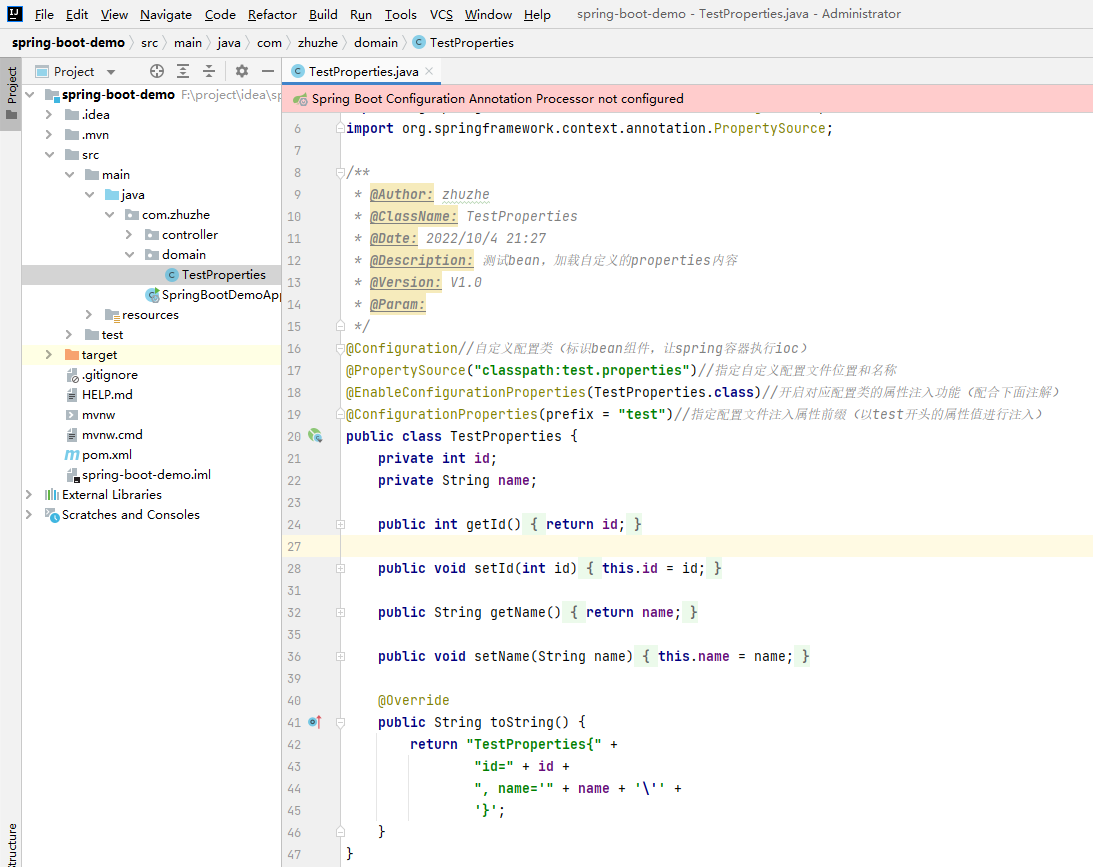 File Edit View Navigate Code Refactor Build Run Tools VCS Window Help spring-boot-demo - TestProperties.java - Administrator
spring-boot-demo src main java com zhuzhe domain TestProperties
Project
Project
TestProperties.java
spring-boot-demo F:\project\idea\sp
.idea
.mvn
src
main
java
com.zhuzhe
controller
domain
TestProperties
SpringBootDemoApp
resources
test
target
.gitignore
HELP.md
mvnw
mvnw.cmd
pom.xml
spring-boot-demo.iml
External Libraries
Scratches and Consoles
Spring Boot Configuration Annotation Processor not configured
6 import org.springframework.context.annotation.PropertySource;
7
8 /**
9 * @Author: zhuzhe
10 * @ClassName: TestProperties
11 * @Date: 2022/10/4 21:27
12 * @Description: 测试bean，加载自定义的properties内容
13 * @Version: V1.0
14 * @Param:
15 */
16 @Configuration//自定义配置类（标识bean组件，让spring容器执行ioc）
17 @PropertySource("classpath:test.properties")//指定自定义配置文件位置和名称
18 @EnableConfigurationProperties(TestProperties.class)//开启对应配置类的属性注入功能（配合下面注解）
19 @ConfigurationProperties(prefix = "test")//指定配置文件注入属性前缀（以test开头的属性值进行注入）
20 public class TestProperties {
21 private int id;
22 private String name;
23
24 public int getId() { return id; }
27
28 public void setId(int id) { this.id = id; }
31
32 public String getName() { return name; }
35
36 public void setName(String name) { this.name = name; }
39
40 @Override
41 public String toString() {
42 return "TestProperties{" +
43 "id=" + id +
44 ", name='" + name + '\'' +
45 '}';
46 }
47 }